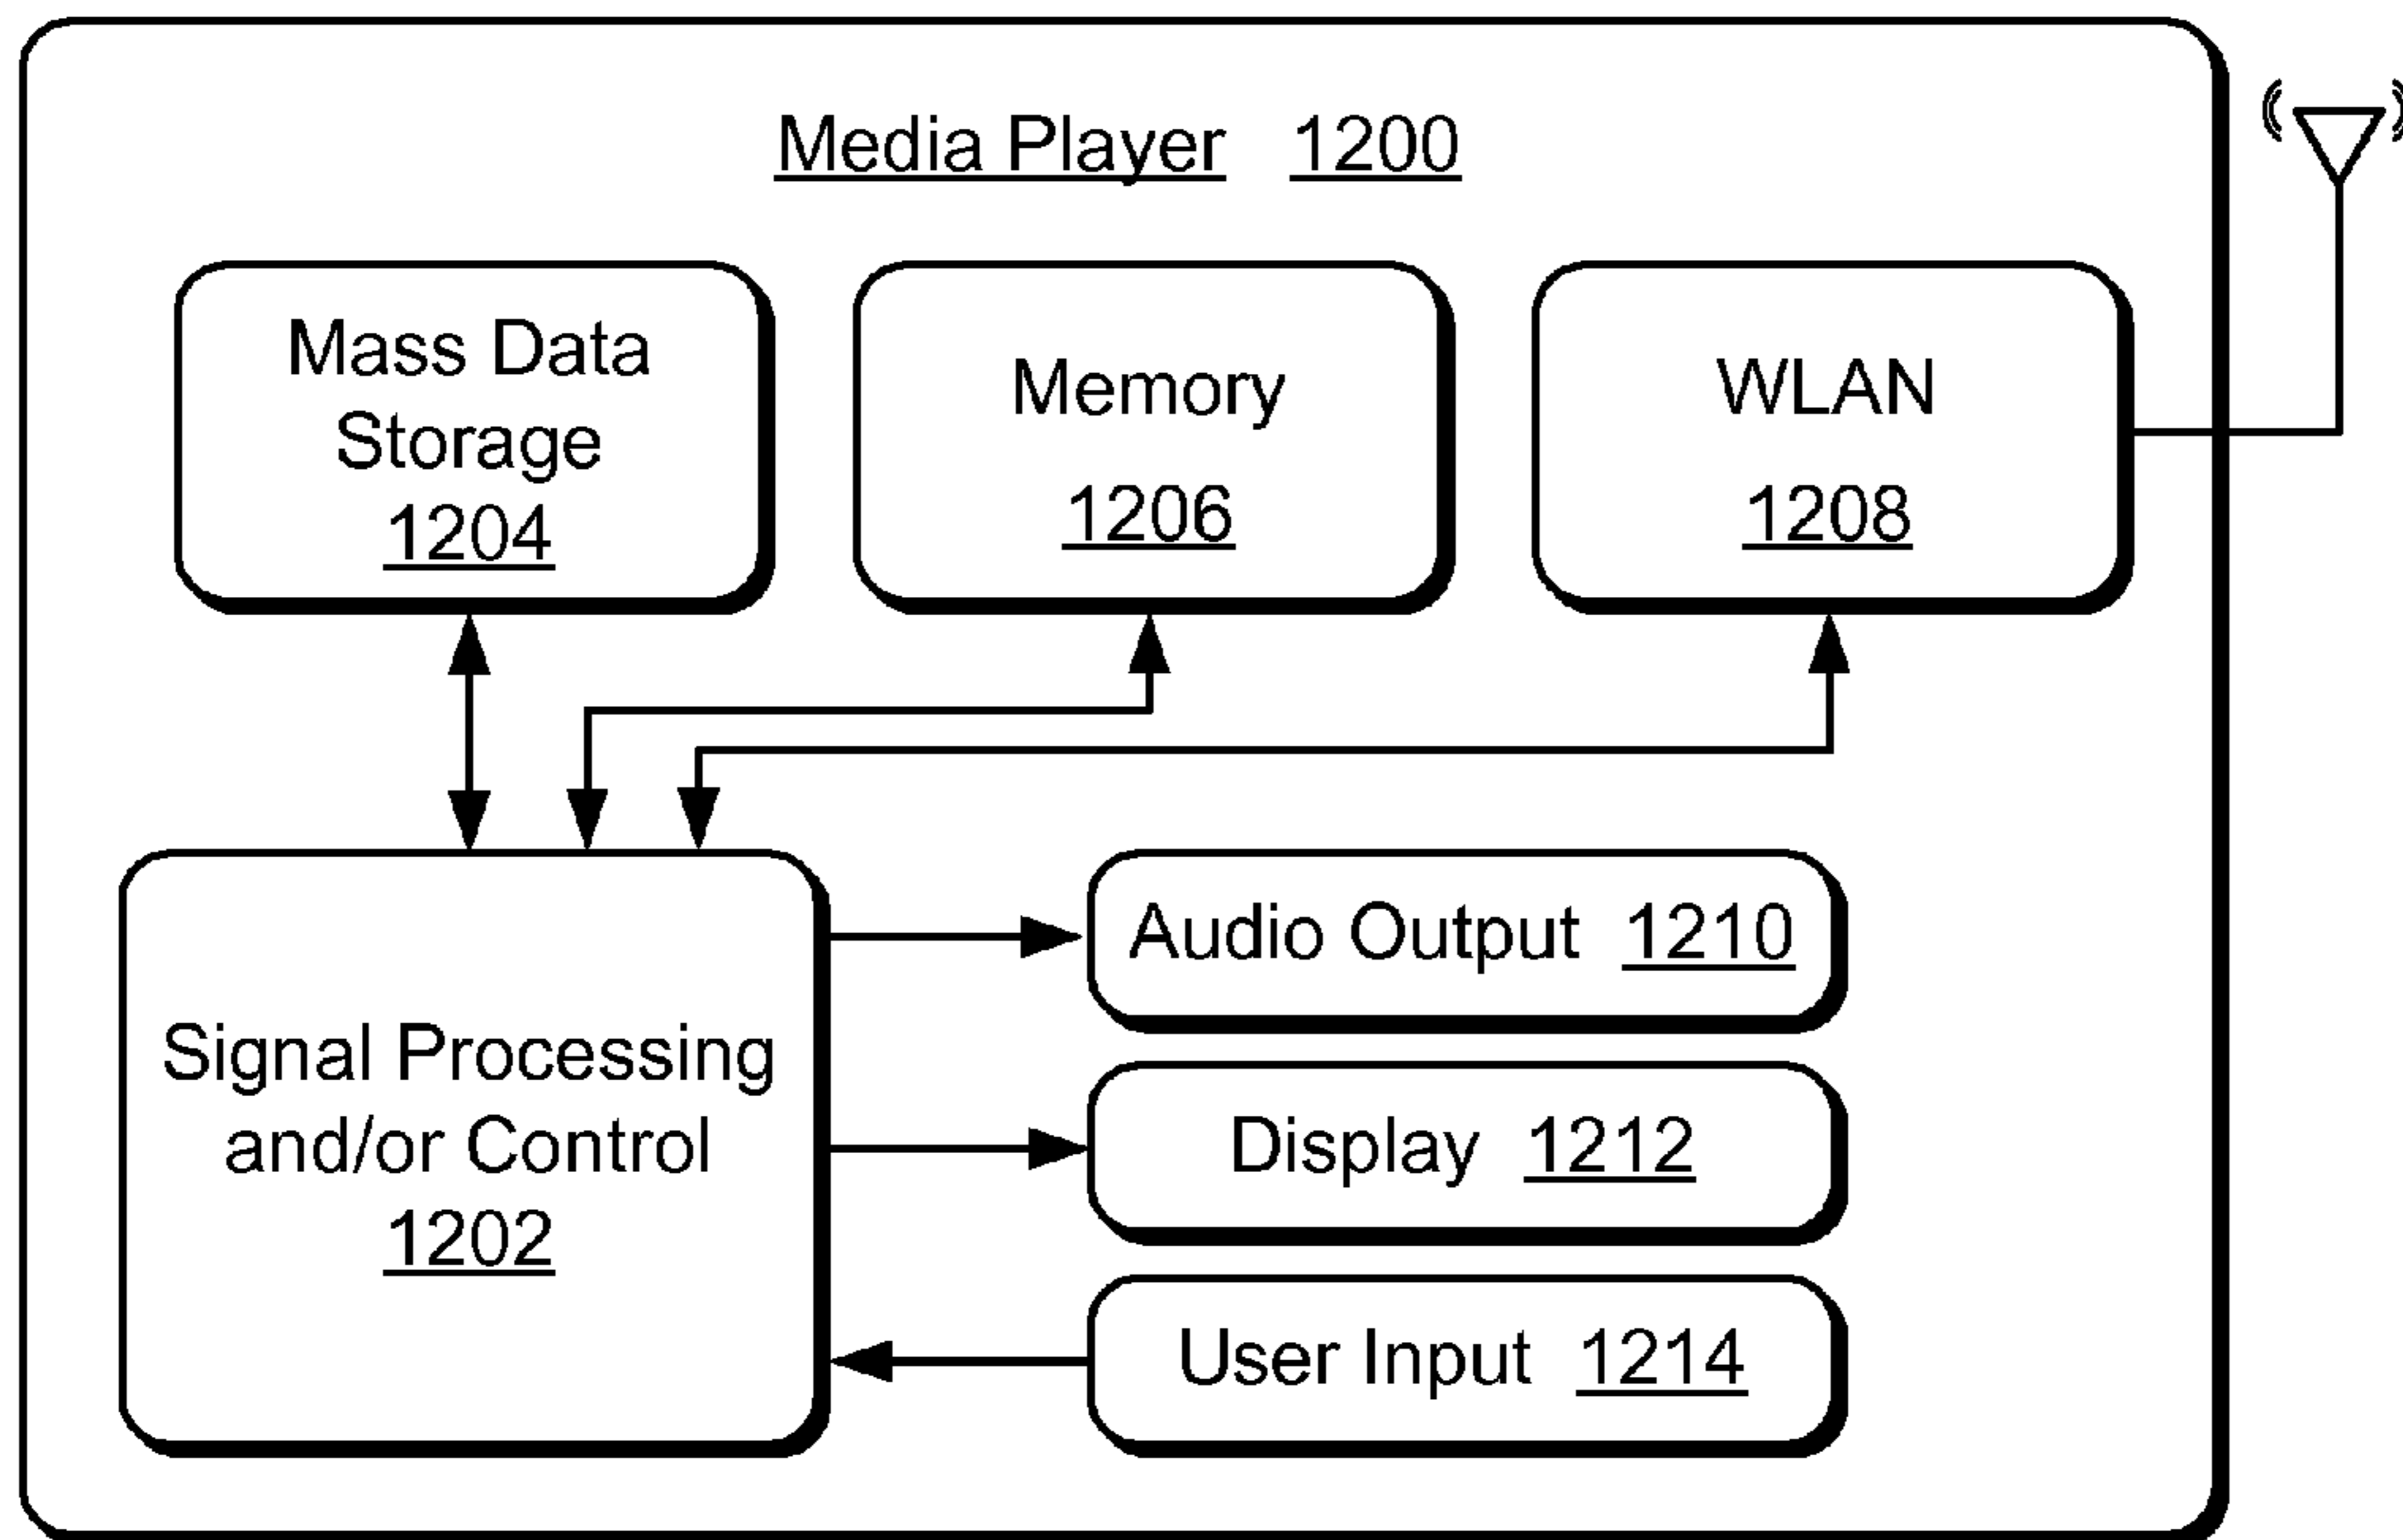 Media Player 1200
Mass Data
Storage
1204
Memory
1206
WLAN
1208
Signal Processing
and/or Control
1202
Audio Output 1210
Display 1212
User Input 1214